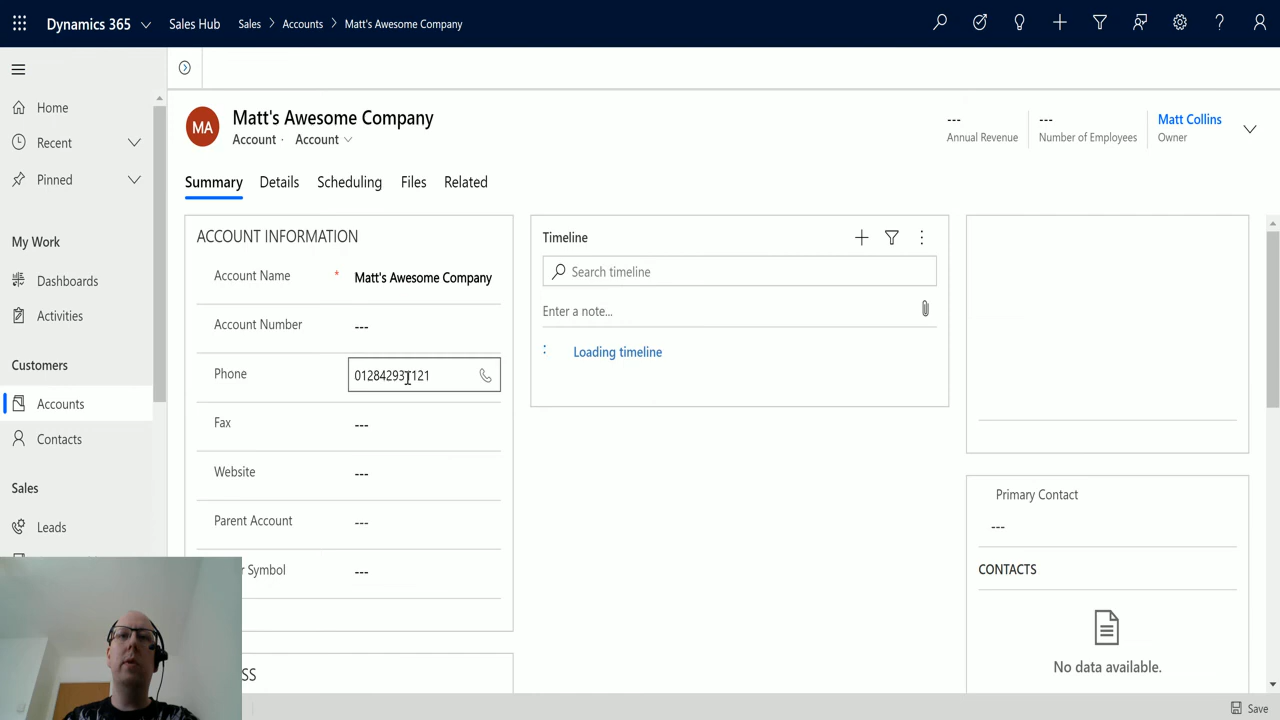 Dynamics 365
Sales Hub
Sales > Accounts > Matt's Awesome Company
Home
Recent
Pinned
My Work
Dashboards
Activities
Customers
Accounts
Contacts
Sales
Leads
MA
Matt's Awesome Company
Account · Account
---
Annual Revenue
---
Number of Employees
Matt Collins
Owner
Summary
Details
Scheduling
Files
Related
ACCOUNT INFORMATION
Account Name * Matt's Awesome Company
Account Number ---
Phone
Fax ---
Website ---
Parent Account ---
Symbol ---
Timeline
Search timeline
Enter a note...
Loading timeline
Primary Contact
---
CONTACTS
No data available.
Save